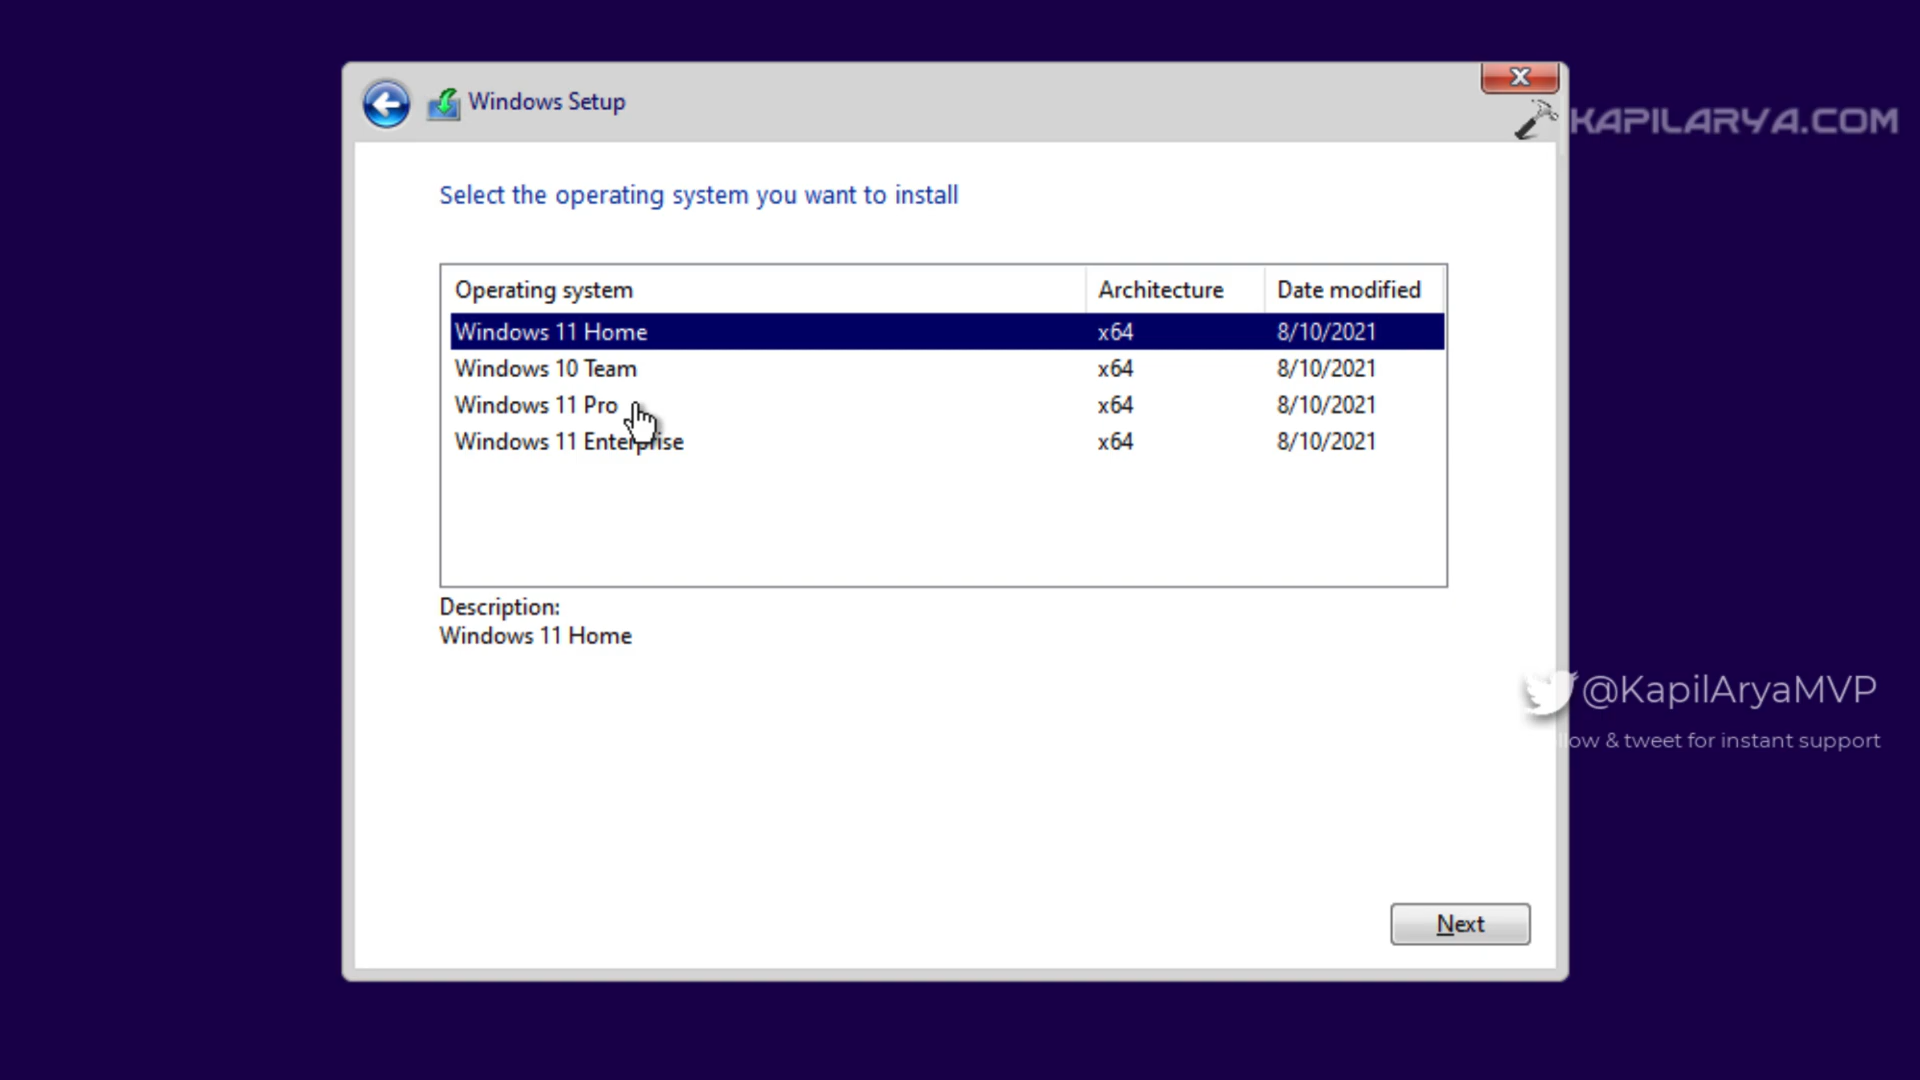 Windows Setup
KAPILARYA.COM
Select the operating system you want to install
Operating system Architecture Date modified
Windows 11 Home x64 8/10/2021
Windows 10 Team x64 8/10/2021
Windows 11 Pro x64 8/10/2021
Windows 11 Enterprise x64 8/10/2021
Description:
Windows 11 Home
@KapilAryaMVP
llow & tweet for instant support
Next